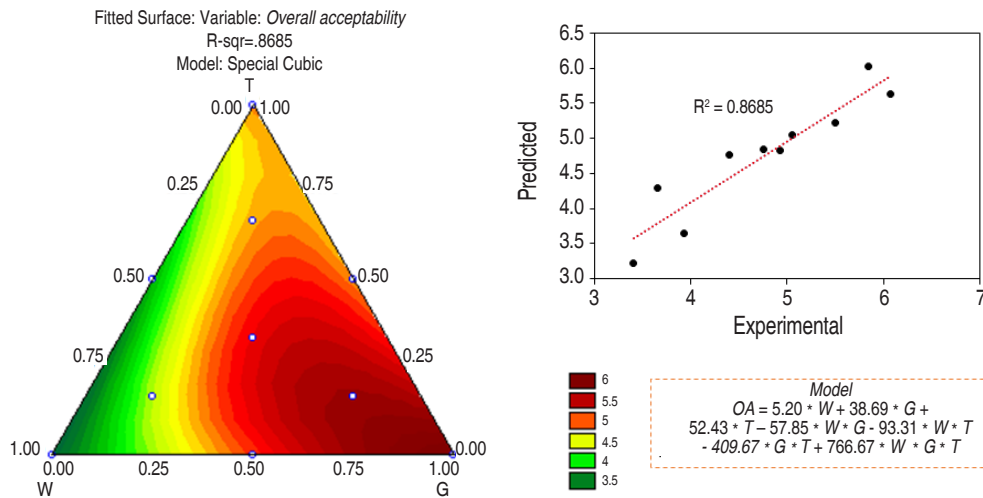 Fitted Surface: Variable: Overall acceptability
R-sqr=.8685
Model: Special Cubic
T
0.00 1.00
0.25 0.75
0.50 0.50
0.75 0.25
1.00 0.00
0.00 0.25 0.50 0.75 1.00
W G
6.5
6.0
5.5
5.0
4.5
4.0
3.5
3.0
Predicted
R² = 0.8685
3 4 5 6 7
Experimental
6
5.5
5
4.5
4
3.5
Model
OA = 5.20 * W + 38.69 * G +
52.43 * T – 57.85 * W * G - 93.31 * W * T
- 409.67 * G * T + 766.67 * W * G * T